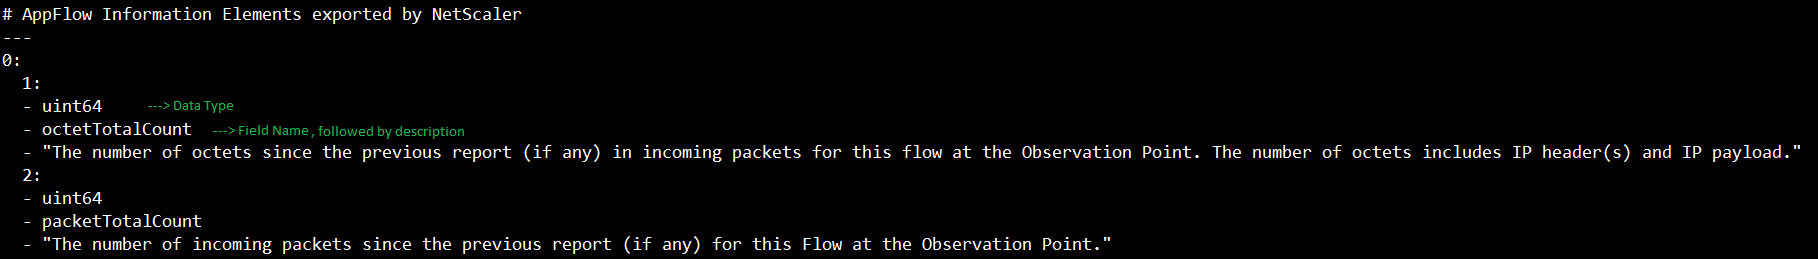 # AppFlow Information Elements exported by NetScaler
---
0:
1:
- uint64 ---> Data Type
- octetTotalCount ---> Field Name , followed by description
- "The number of octets since the previous report (if any) in incoming packets for this flow at the Observation Point. The number of octets includes IP header(s) and IP payload."
2:
- uint64
- packetTotalCount
- "The number of incoming packets since the previous report (if any) for this Flow at the Observation Point."